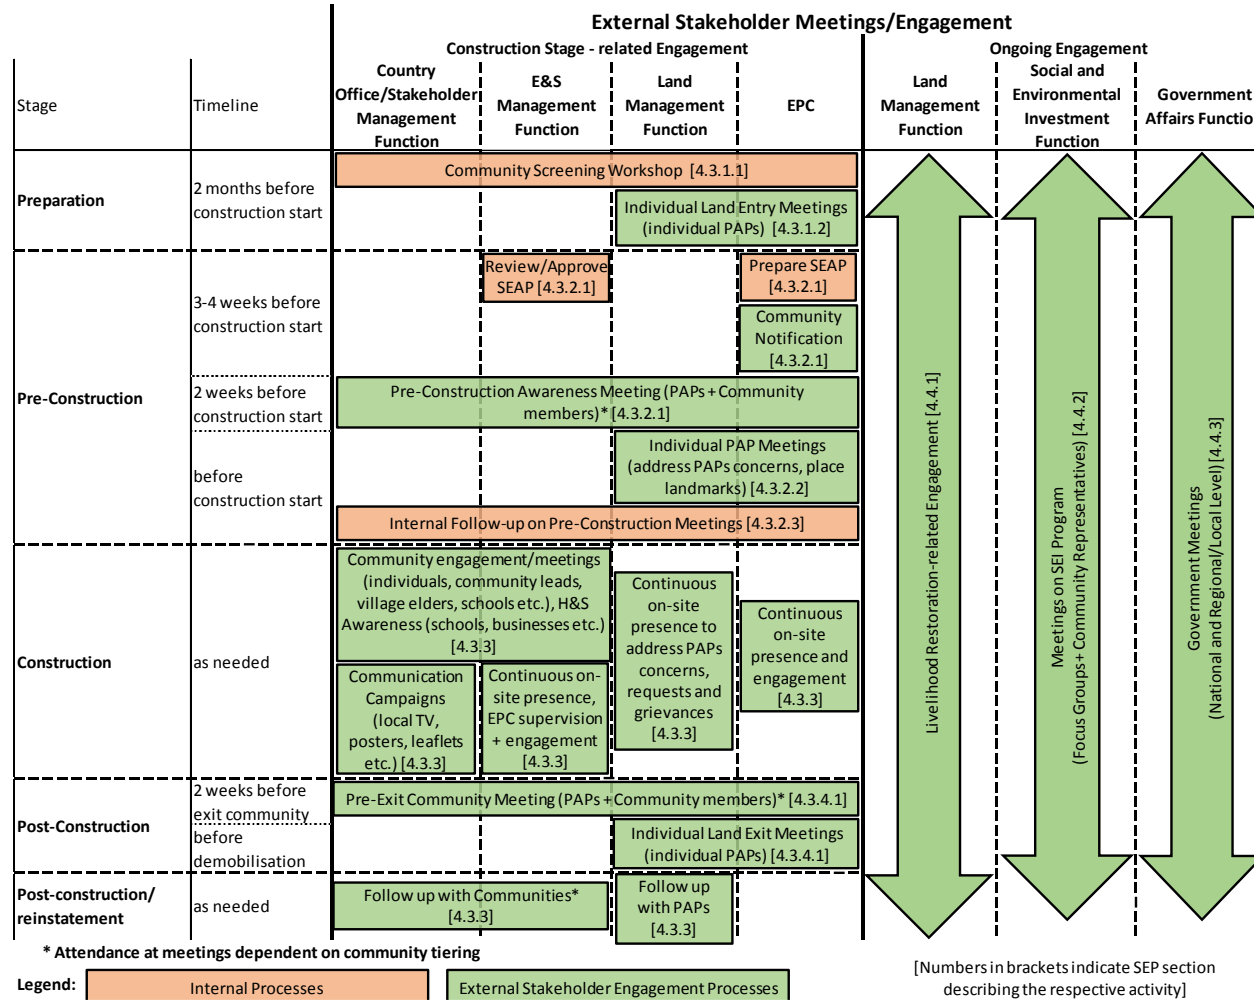 External Stakeholder Meetings/Engagement
Construction Stage - related Engagement
Ongoing Engagement
Stage
Timeline
Country
Office/Stakeholder
Management
Function
E&S
Management
Function
Land
Management
Function
EPC
Land
Management
Function
Social and
Environmental
Investment
Function
Government
Affairs Function
Preparation
2 months before
construction start
Community Screening Workshop [4.3.1.1]
Individual Land Entry Meetings
(individual PAPs) [4.3.1.2]
Pre-Construction
3-4 weeks before
construction start
Review/Approve
SEAP [4.3.2.1]
Prepare SEAP
[4.3.2.1]
Community
Notification
[4.3.2.1]
2 weeks before
construction start
Pre-Construction Awareness Meeting (PAPs + Community
members)* [4.3.2.1]
before
construction start
Individual PAP Meetings
(address PAPs concerns, place
landmarks) [4.3.2.2]
Internal Follow-up on Pre-Construction Meetings [4.3.2.3]
Construction
as needed
Community engagement/meetings
(individuals, community leads,
village elders, schools etc.), H&S
Awareness (schools, businesses etc.)
[4.3.3]
Communication
Campaigns
(local TV,
posters, leaflets
etc.) [4.3.3]
Continuous on-
site presence,
EPC supervision
+ engagement
[4.3.3]
Continuous
on-site
presence to
address PAPs
concerns,
requests and
grievances
[4.3.3]
Continuous
on-site
presence and
engagement
[4.3.3]
Post-Construction
2 weeks before
exit community
Pre-Exit Community Meeting (PAPs + Community members)* [4.3.4.1]
before
demobilisation
Individual Land Exit Meetings
(individual PAPs) [4.3.4.1]
Post-construction/
reinstatement
as needed
Follow up with Communities*
[4.3.3]
Follow up
with PAPs
[4.3.3]
Livelihood Restoration-related Engagement [4.4.1]
Meetings on SEI Program
(Focus Groups+ Community Representatives) [4.4.2]
Government Meetings
(National and Regional/Local Level) [4.4.3]
* Attendance at meetings dependent on community tiering
Legend:
Internal Processes
External Stakeholder Engagement Processes
[Numbers in brackets indicate SEP section
describing the respective activity]